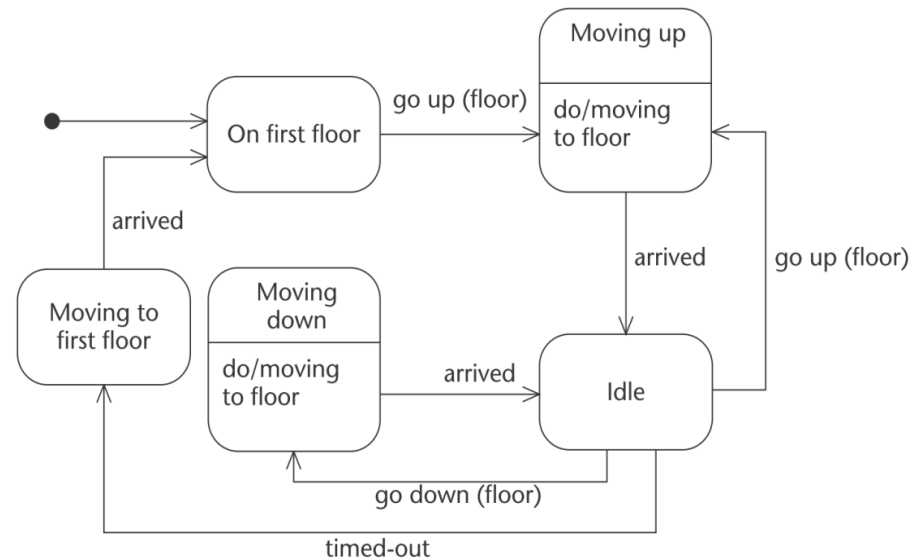 Moving up
go up (floor)
do/moving
to floor
On first floor
arrived
arrived
go up (floor)
Moving to
first floor
Moving
down
do/moving
to floor
arrived
Idle
go down (floor)
timed-out